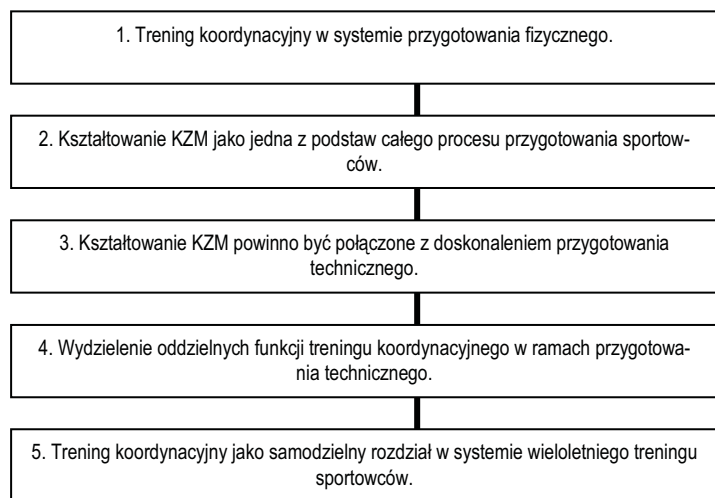 1. Trening koordynacyjny w systemie przygotowania fizycznego.
2. Kształtowanie KZM jako jedna z podstaw całego procesu przygotowania sportow-
ców.
3. Kształtowanie KZM powinno być połączone z doskonaleniem przygotowania
technicznego.
4. Wydzielenie oddzielnych funkcji treningu koordynacyjnego w ramach przygotowa-
nia technicznego.
5. Trening koordynacyjny jako samodzielny rozdział w systemie wieloletniego treningu
sportowców.